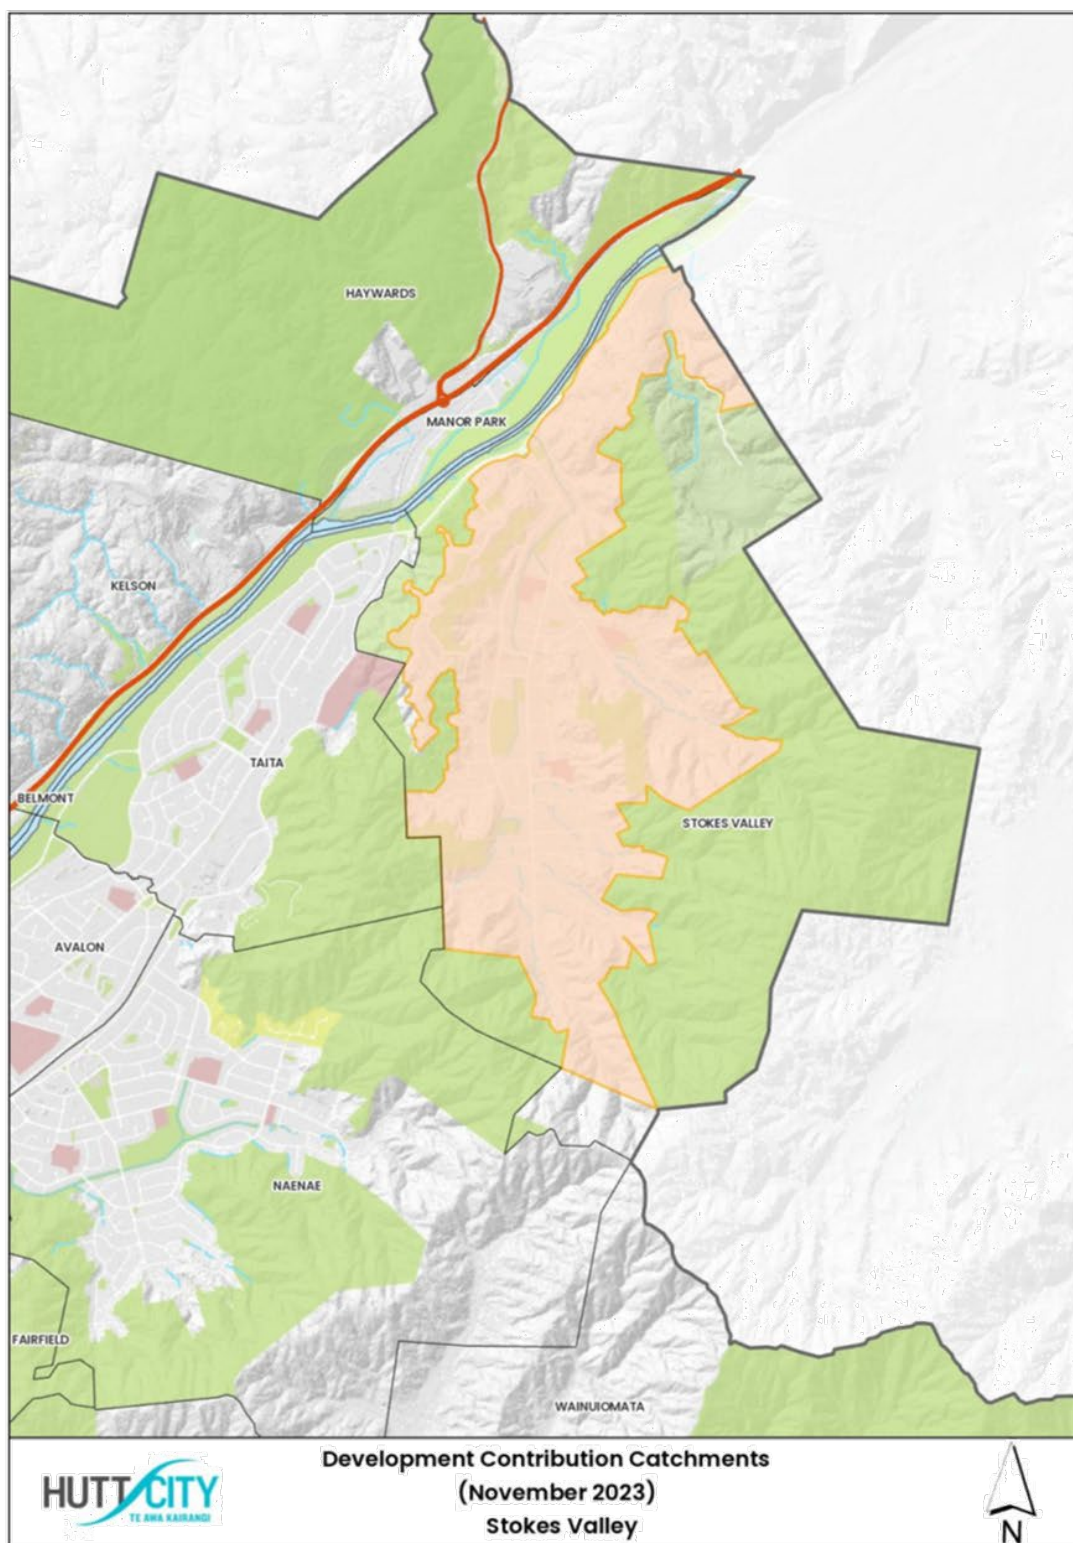 HAYWARDS
MANOR PARK
KELSON
TAITA
BELMONT
STOKES VALLEY
AVALON
NAENAE
FAIRFIELD
WAINUIOMATA
HUTT CITY
TE AWA KAIRANGI
Development Contribution Catchments
(November 2023)
Stokes Valley
N